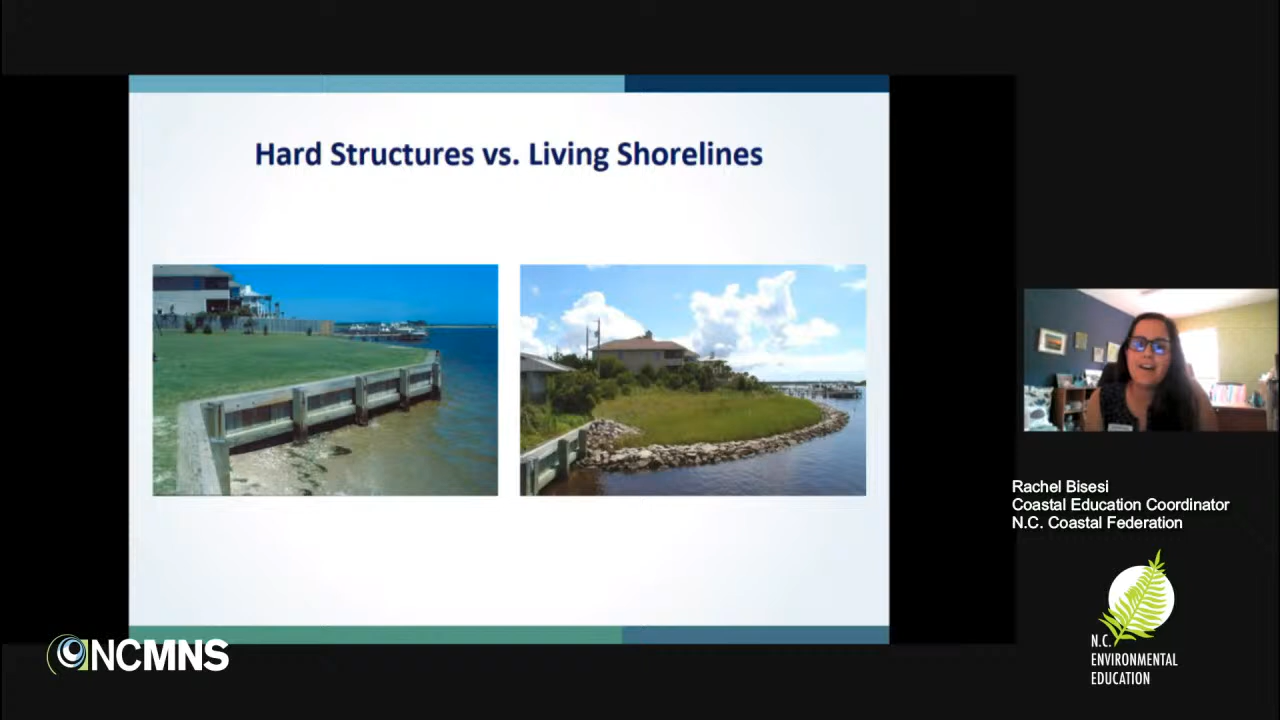 Hard Structures vs. Living Shorelines
Rachel Bisesi
Coastal Education Coordinator
N.C. Coastal Federation
NCMNS
N.C.
ENVIRONMENTAL
EDUCATION